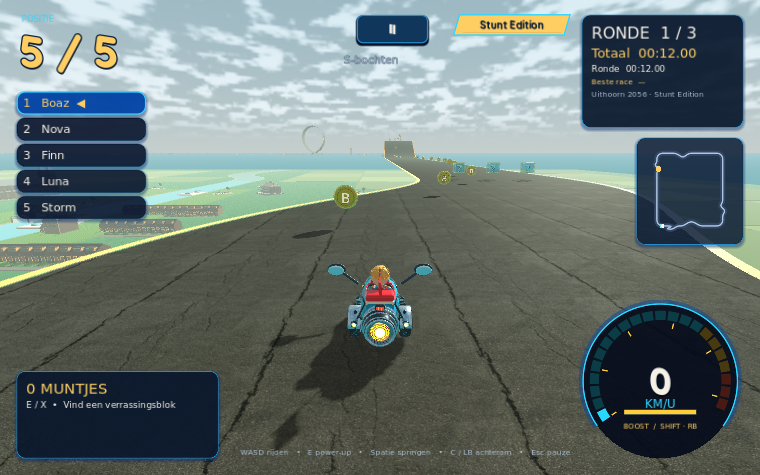 POSITIE
5 / 5
Stunt Edition
S-bochten
RONDE 1 / 3
Totaal 00:12.00
Ronde 00:12.00
Beste race —
Uithoorn 2056 · Stunt Edition
1 Boaz ◀
2 Nova
3 Finn
4 Luna
5 Storm
B
0 MUNTJES
E / X • Vind een verrassingsblok
0
KM/U
BOOST / SHIFT · RB
WASD rijden • E power-up • Spatie springen • C / LB achterom • Esc pauze